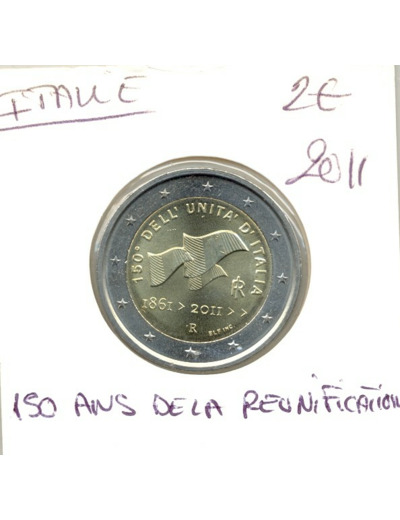 ITALIE 2€
2011
150° DELL' UNITA' D'ITALIA
RI
1861 > 2011 > >
R ELF INC.
150 ANS DE LA REUNIFICATION